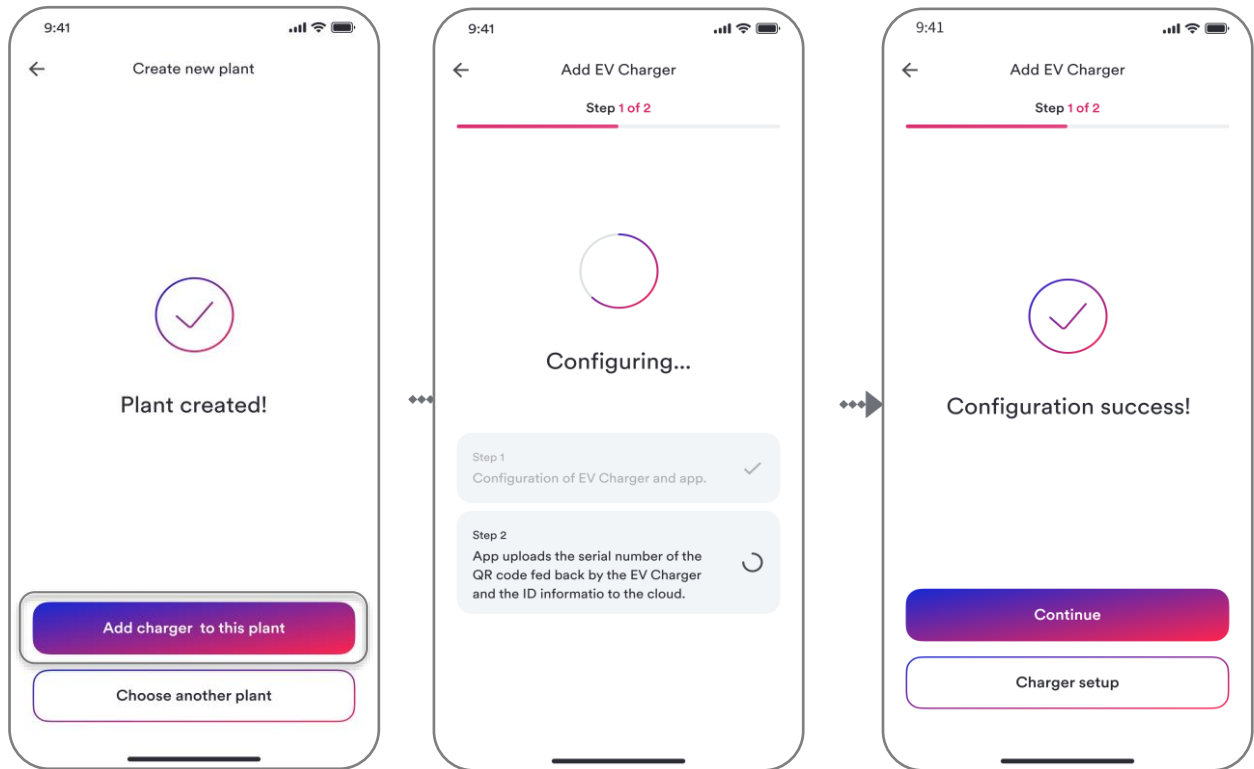 9:41
Create new plant
Plant created!
Add charger to this plant
Choose another plant
9:41
Add EV Charger
Step 1 of 2
Configuring...
Step 1
Configuration of EV Charger and app.
Step 2
App uploads the serial number of the
QR code fed back by the EV Charger
and the ID informatio to the cloud.
9:41
Add EV Charger
Step 1 of 2
Configuration success!
Continue
Charger setup